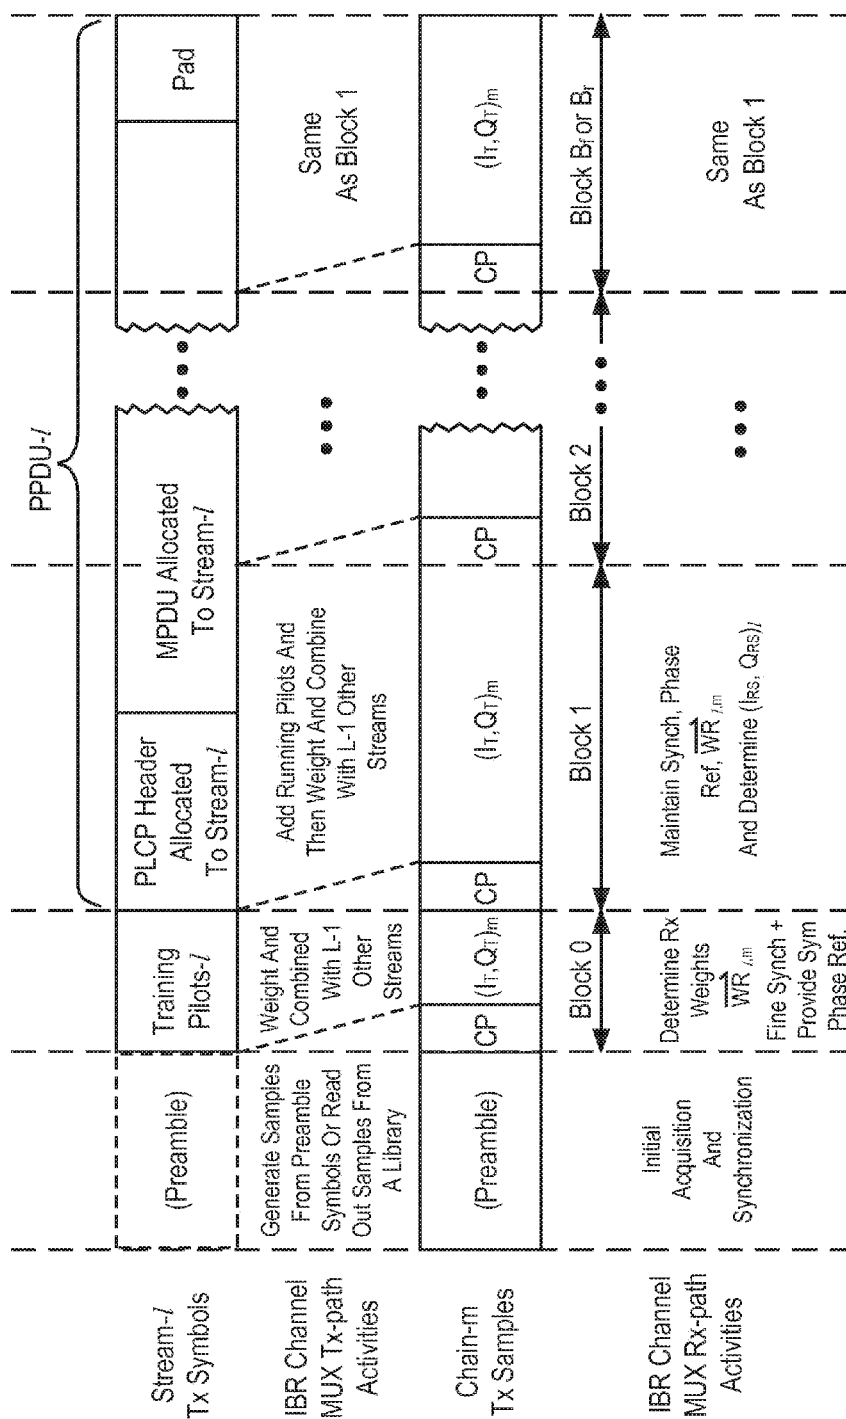 PPDU-l
Stream-l
Tx Symbols
(Preamble)
Training
Pilots-l
PLCP Header
Allocated
To Stream-l
MPDU Allocated
To Stream-l
Pad
IBR Channel
MUX Tx-path
Activities
Generate Samples
From Preamble
Symbols Or Read
Out Samples From
A Library
Weight And
Combined
With L-1
Other
Streams
Add Running Pilots And
Then Weight And Combine
With L-1 Other
Streams
Same
As Block 1
Chain-m
Tx Samples
(Preamble)
CP
(IT,QT)m
CP
(IT,QT)m
CP
CP
(IT,QT)m
Block 0
Block 1
Block 2
Block Bf or Br
IBR Channel
MUX Rx-path
Activities
Initial
Acquisition
And
Synchronization
Determine Rx
Weights
WR l,m
Fine Synch +
Provide Sym
Phase Ref.
Maintain Synch, Phase
Ref, WR l,m
And Determine (IRS, QRS)l
Same
As Block 1